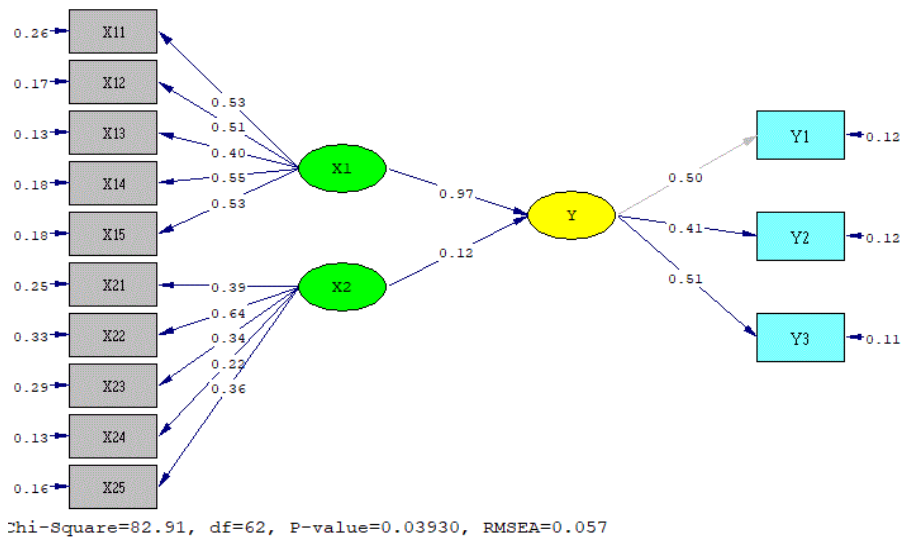 0.26 X11
0.17 X12
0.53
0.13 X13
0.51
0.40
0.18 X14
0.55
0.18 X15
0.53
X1
0.97
Y
0.50
Y1 0.12
0.41
Y2 0.12
0.51
Y3 0.11
0.25 X21
0.39
X2
0.12
0.33 X22
0.64
0.29 X23
0.34
0.13 X24
0.22
0.16 X25
0.36
Chi-Square=82.91, df=62, P-value=0.03930, RMSEA=0.057